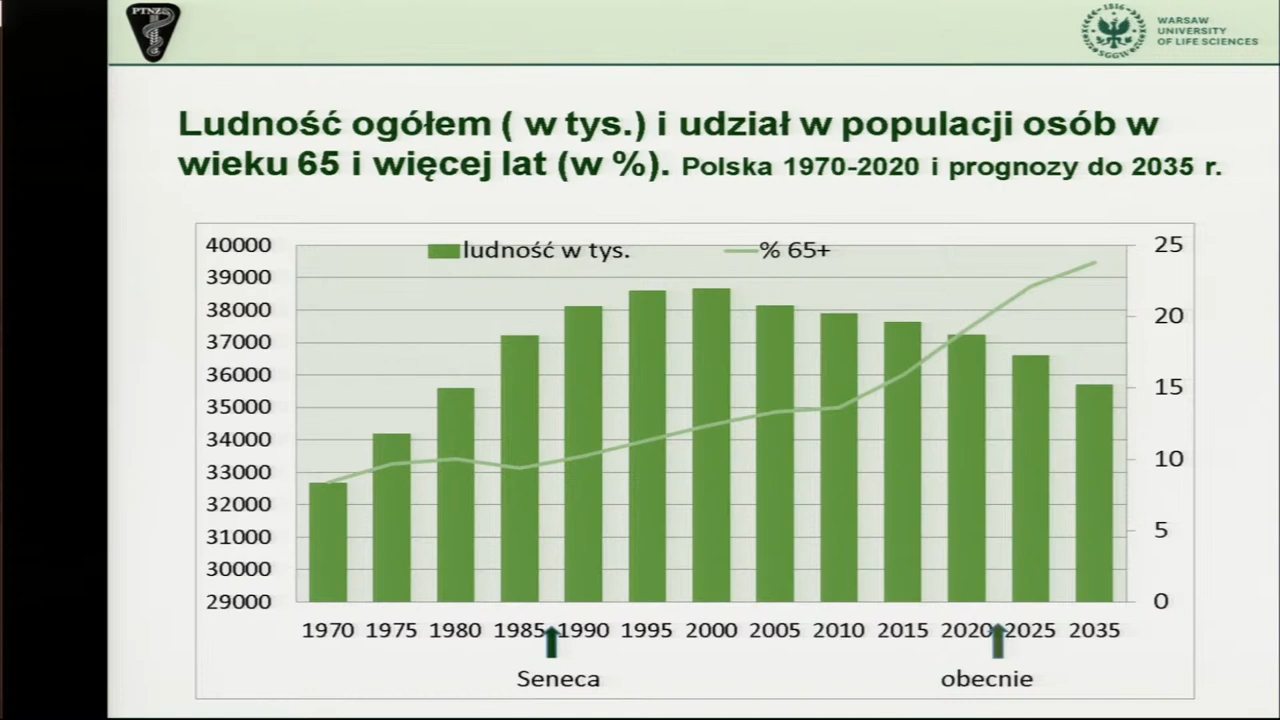 PTNZ
1816
SGGW
WARSAW
UNIVERSITY
OF LIFE SCIENCES
Ludność ogółem ( w tys.) i udział w populacji osób w
wieku 65 i więcej lat (w %). Polska 1970-2020 i prognozy do 2035 r.
ludność w tys. % 65+
40000 25
39000
38000
37000 20
36000
35000 15
34000
33000 10
32000
31000 5
30000
29000 0
1970 1975 1980 1985 1990 1995 2000 2005 2010 2015 2020 2025 2035
Seneca obecnie